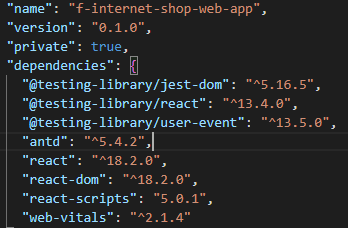 "name": "f-internet-shop-web-app",
"version": "0.1.0",
"private": true,
"dependencies": {
"@testing-library/jest-dom": "^5.16.5",
"@testing-library/react": "^13.4.0",
"@testing-library/user-event": "^13.5.0",
"antd": "^5.4.2",
"react": "^18.2.0",
"react-dom": "^18.2.0",
"react-scripts": "5.0.1",
"web-vitals": "^2.1.4"